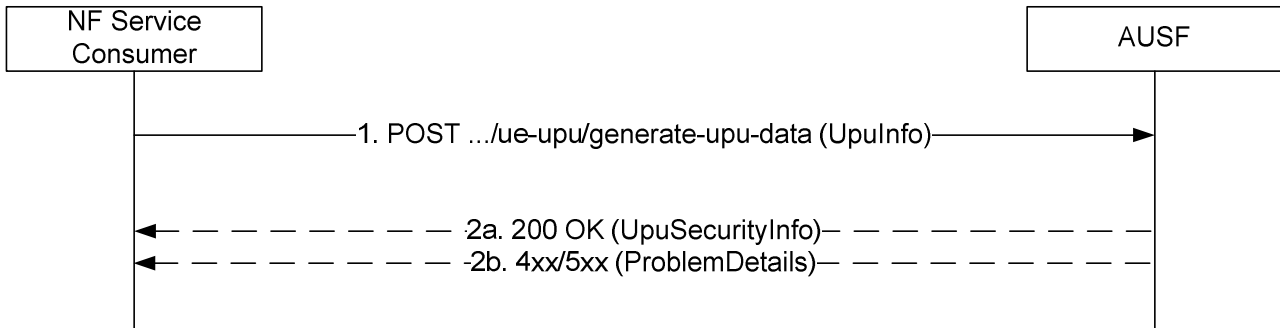 NF Service
Consumer
AUSF
1. POST .../ue-upu/generate-upu-data (UpuInfo)
2a. 200 OK (UpuSecurityInfo)
2b. 4xx/5xx (ProblemDetails)